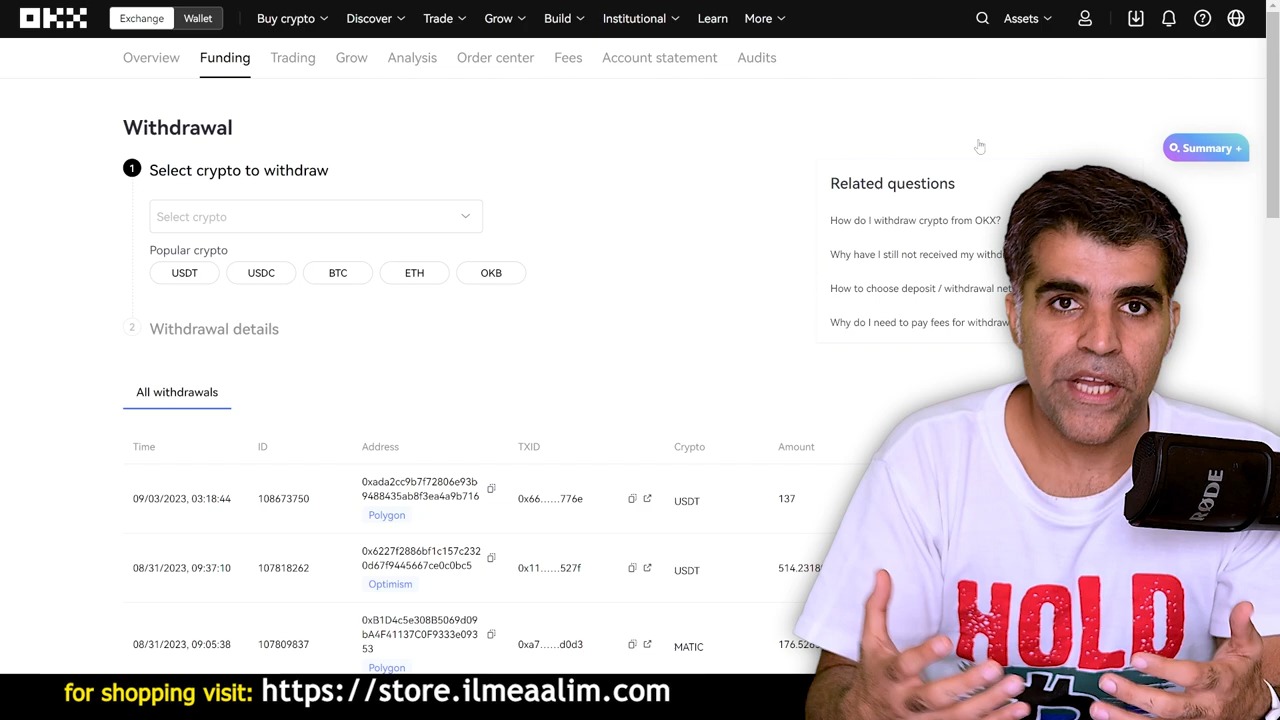 OKX Exchange Wallet Buy crypto Discover Trade Grow Build Institutional Learn More Assets
Overview Funding Trading Grow Analysis Order center Fees Account statement Audits
Withdrawal
Summary +
1 Select crypto to withdraw
Related questions
Select crypto
How do I withdraw crypto from OKX?
Popular crypto
Why have I still not received my withd
USDT USDC BTC ETH OKB
How to choose deposit / withdrawal net
2 Withdrawal details
Why do I need to pay fees for withdraw
All withdrawals
Time ID Address TXID Crypto Amount
09/03/2023, 03:18:44 108673750 0xada2cc9b7f72806e93b 0x66......776e USDT 137
9488435ab8f3ea4a9b716
Polygon
08/31/2023, 09:37:10 107818262 0x6227f2886bf1c157c232 0x11......527f USDT 514.2318
0d67f9445667ce0c0bc5
Optimism
08/31/2023, 09:05:38 107809837 0xB1D4c5e308B5069d09 0xa7......d0d3 MATIC 176.526
bA4F41137C0F9333e093
53
Polygon
RØDE
HOLD
for shopping visit: https://store.ilmeaalim.com